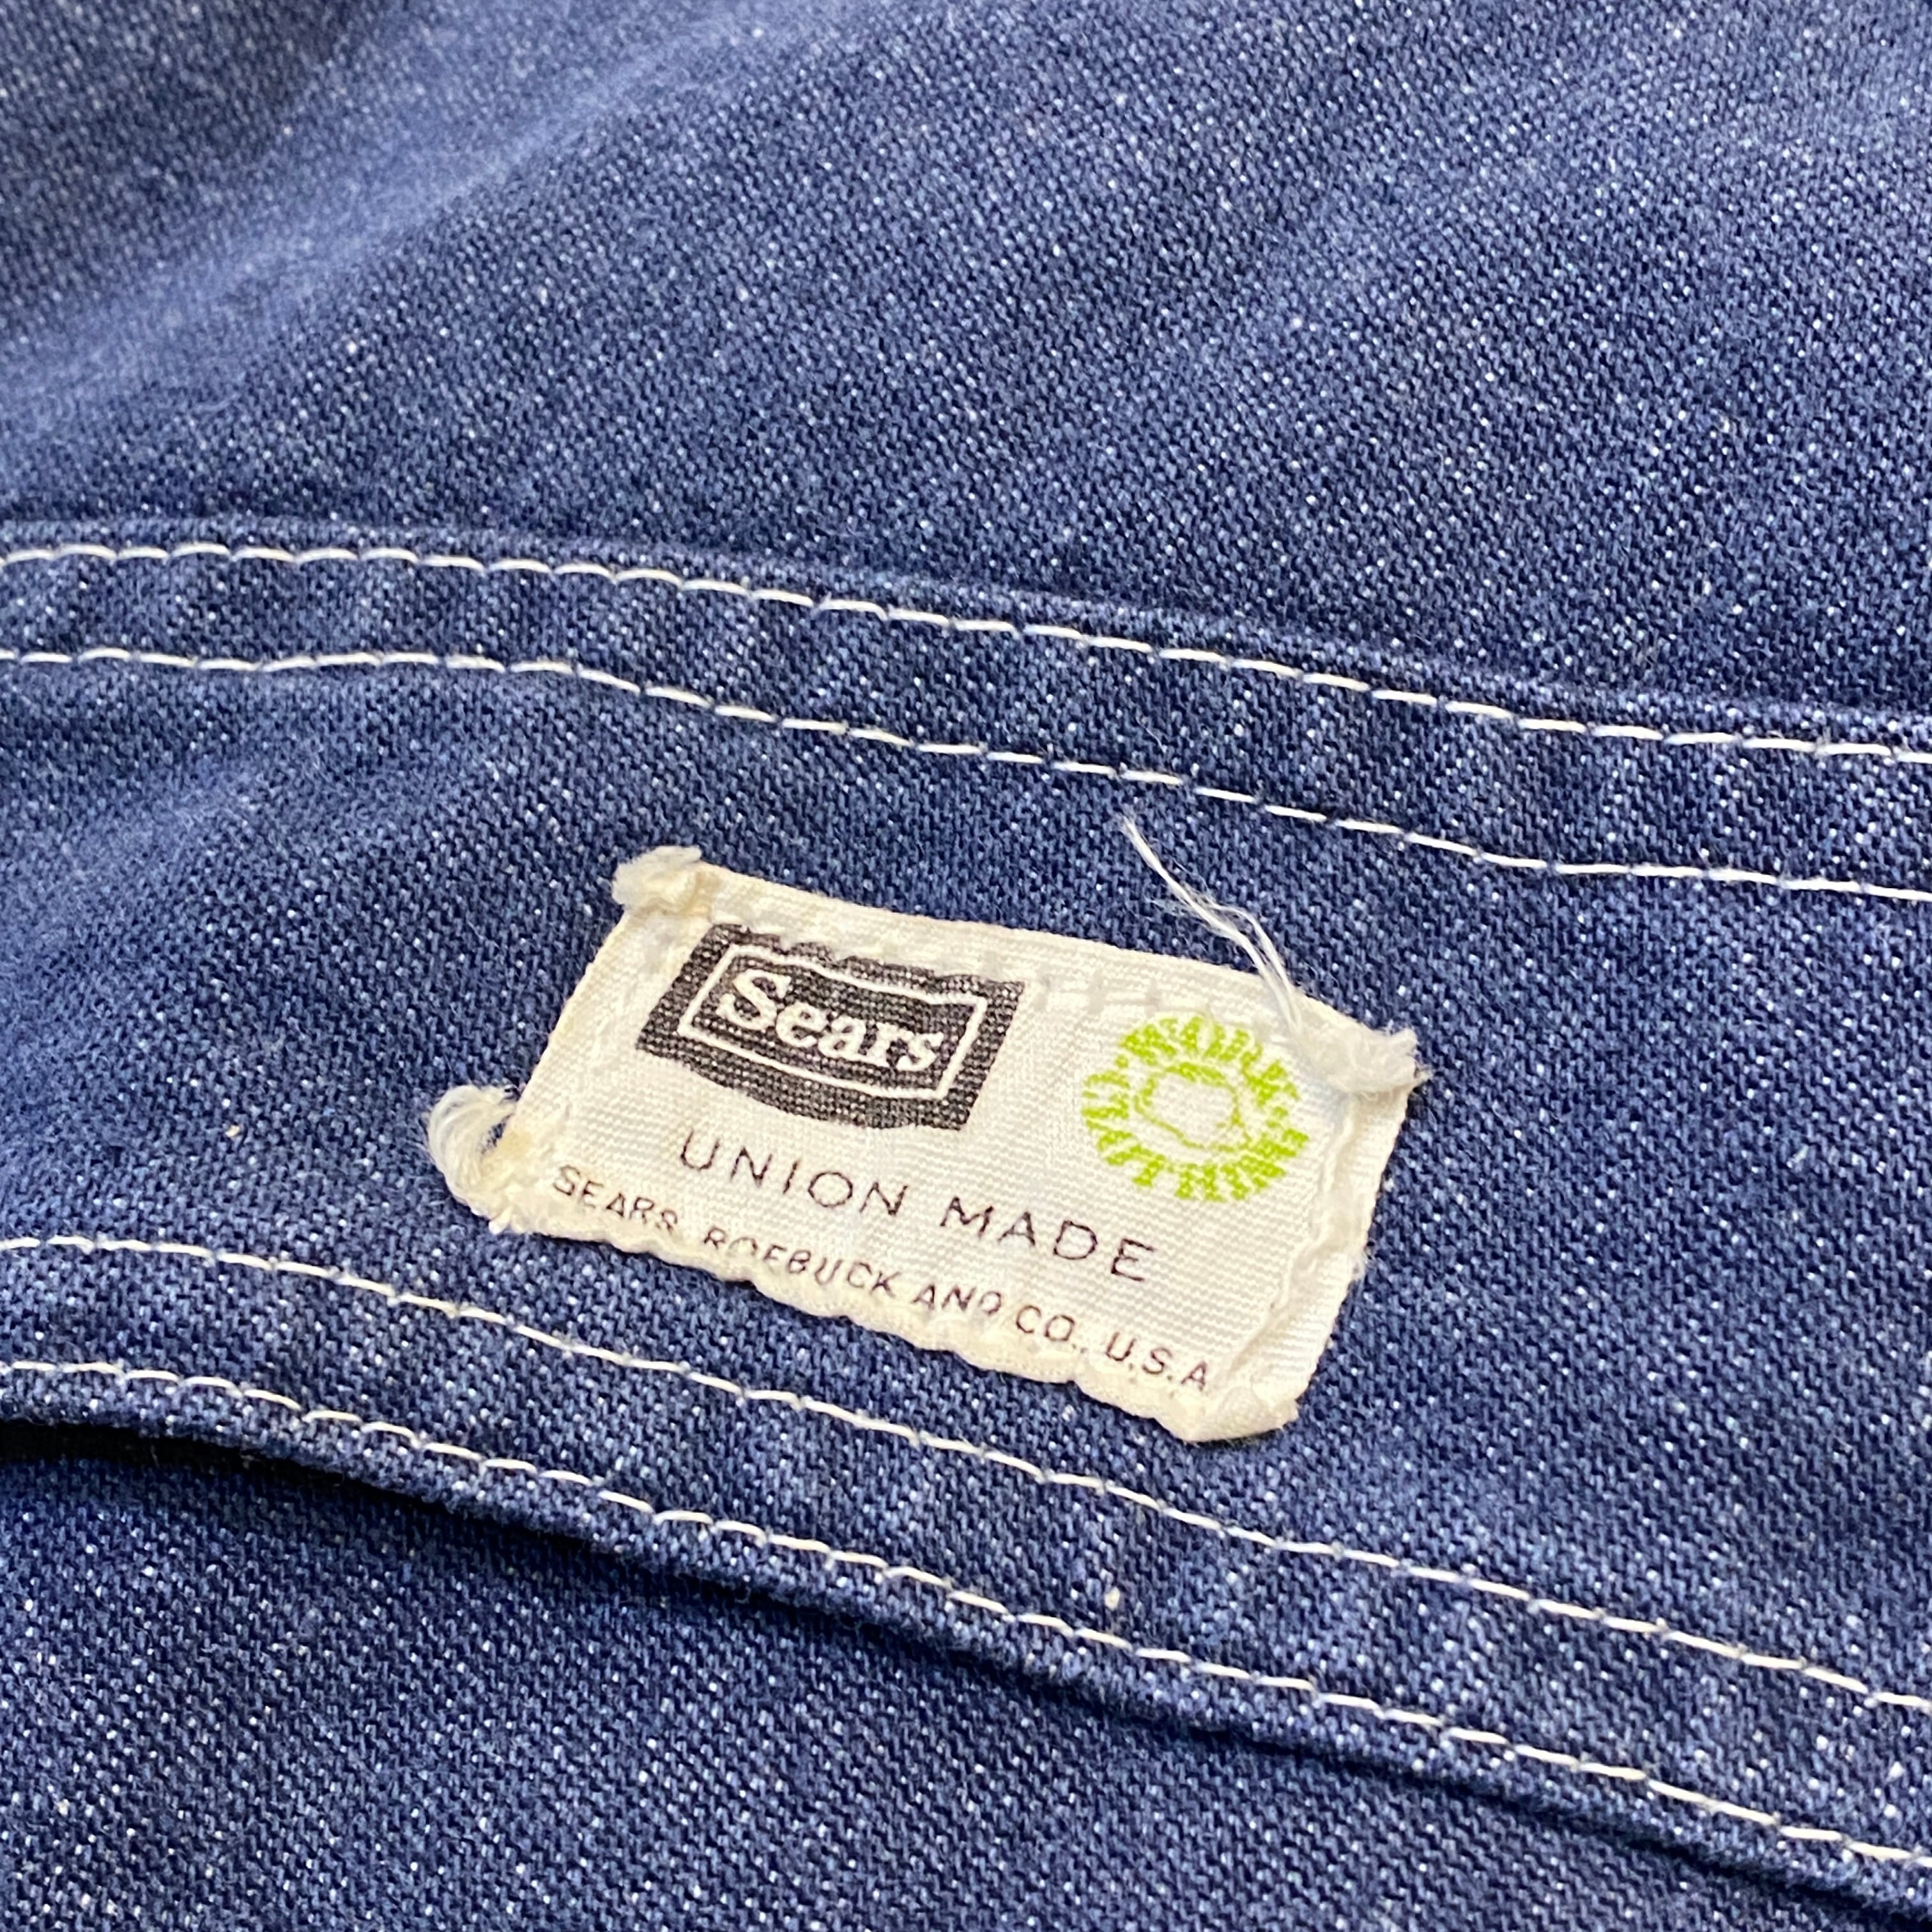 Sears
UNION MADE
SEARS, ROEBUCK AND CO., U.S.A